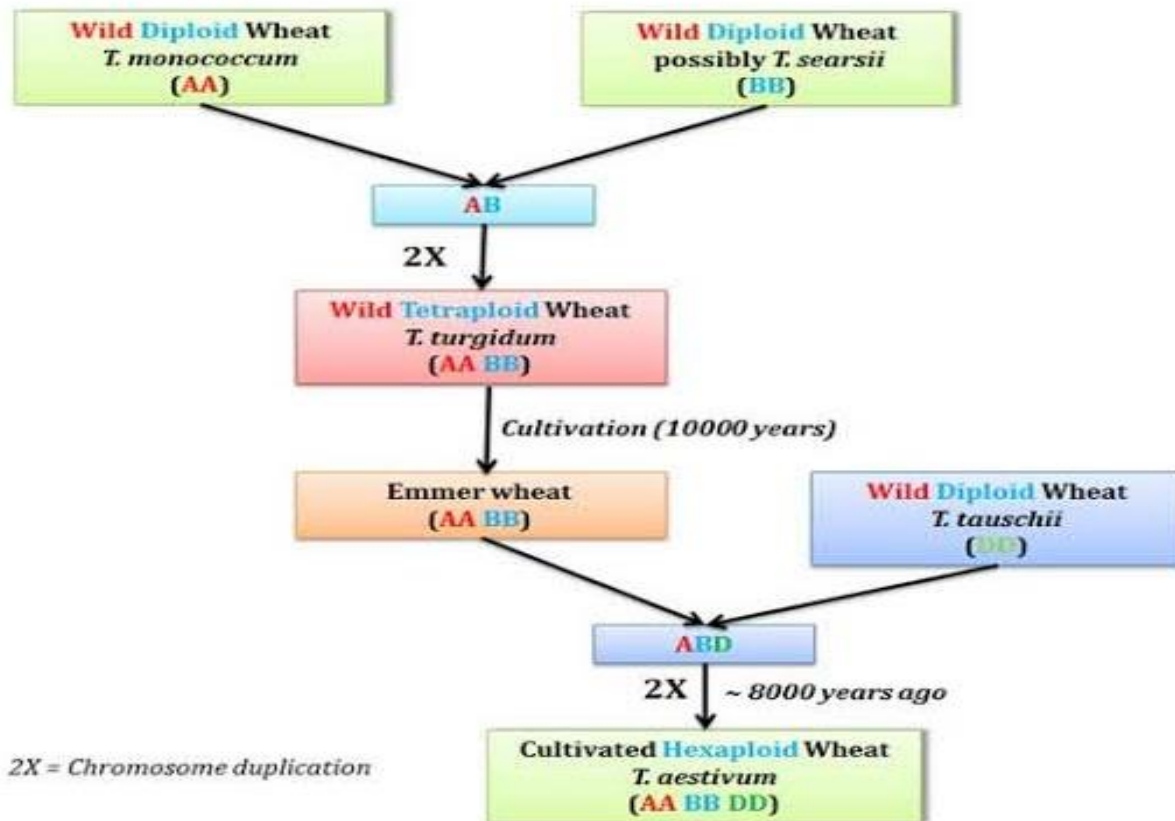 Wild Diploid Wheat
T. monococcum
(AA)
Wild Diploid Wheat
possibly T. searsii
(BB)
AB
2X
Wild Tetraploid Wheat
T. turgidum
(AA BB)
Cultivation (10000 years)
Emmer wheat
(AA BB)
Wild Diploid Wheat
T. tauschii
(DD)
ABD
2X
~ 8000 years ago
Cultivated Hexaploid Wheat
T. aestivum
(AA BB DD)
2X = Chromosome duplication